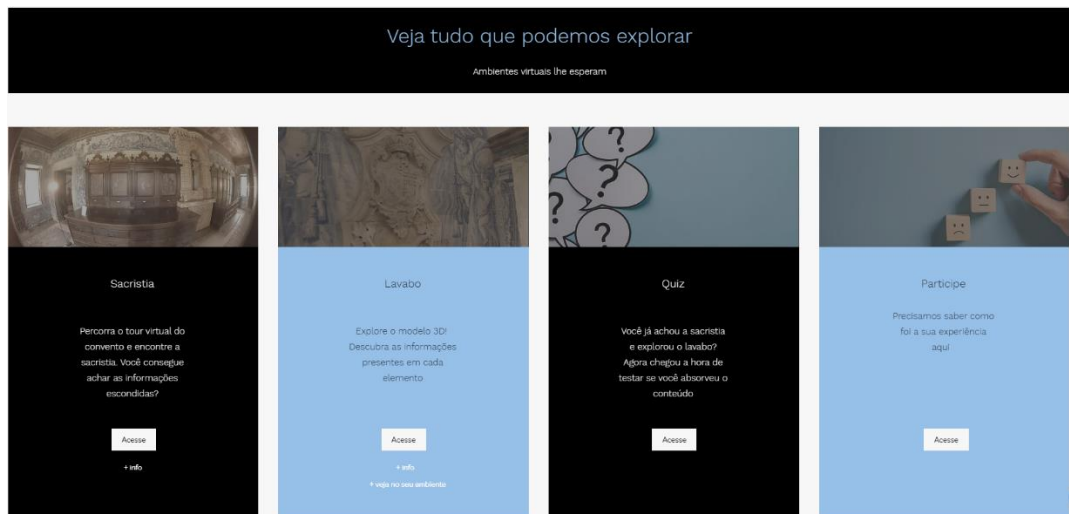 Veja tudo que podemos explorar
Ambientes virtuais lhe esperam
Sacristia
Percorra o tour virtual do
convento e encontre a
sacristia. Você consegue
achar as informações
escondidas?
Acesse
+ info
Lavabo
Explore o modelo 3D!
Descubra as informações
presentes em cada
elemento
Acesse
+ info
+ veja no seu ambiente
Quiz
Você já achou a sacristia
e explorou o lavabo?
Agora chegou a hora de
testar se você absorveu o
conteúdo
Acesse
Participe
Precisamos saber como
foi a sua experiência
aqui
Acesse